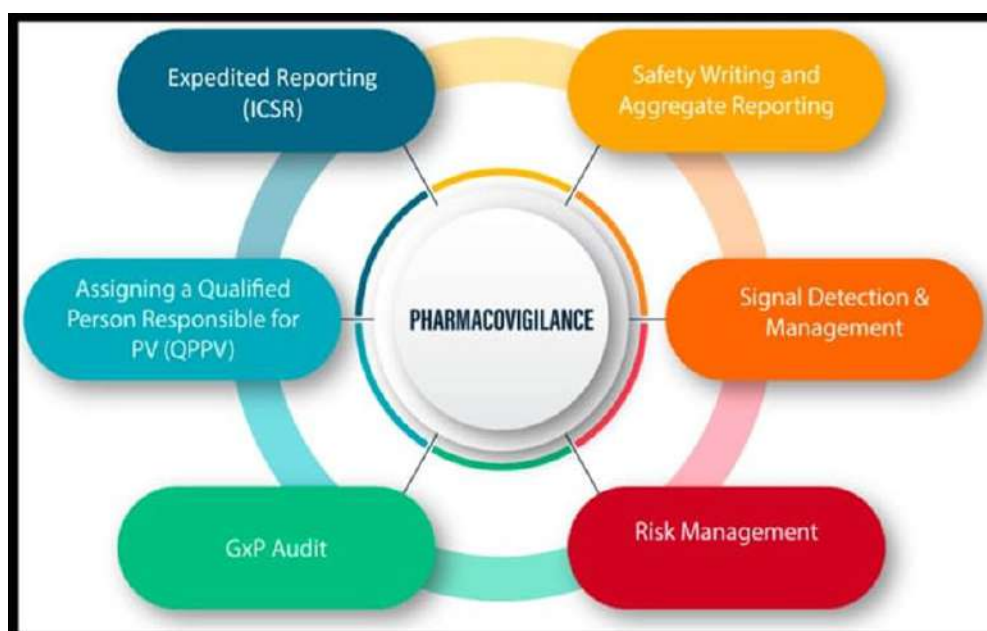 Expedited Reporting
(ICSR)
Safety Writing and
Aggregate Reporting
Assigning a Qualified
Person Responsible for
PV (QPPV)
PHARMACOVIGILANCE
Signal Detection &
Management
GxP Audit
Risk Management